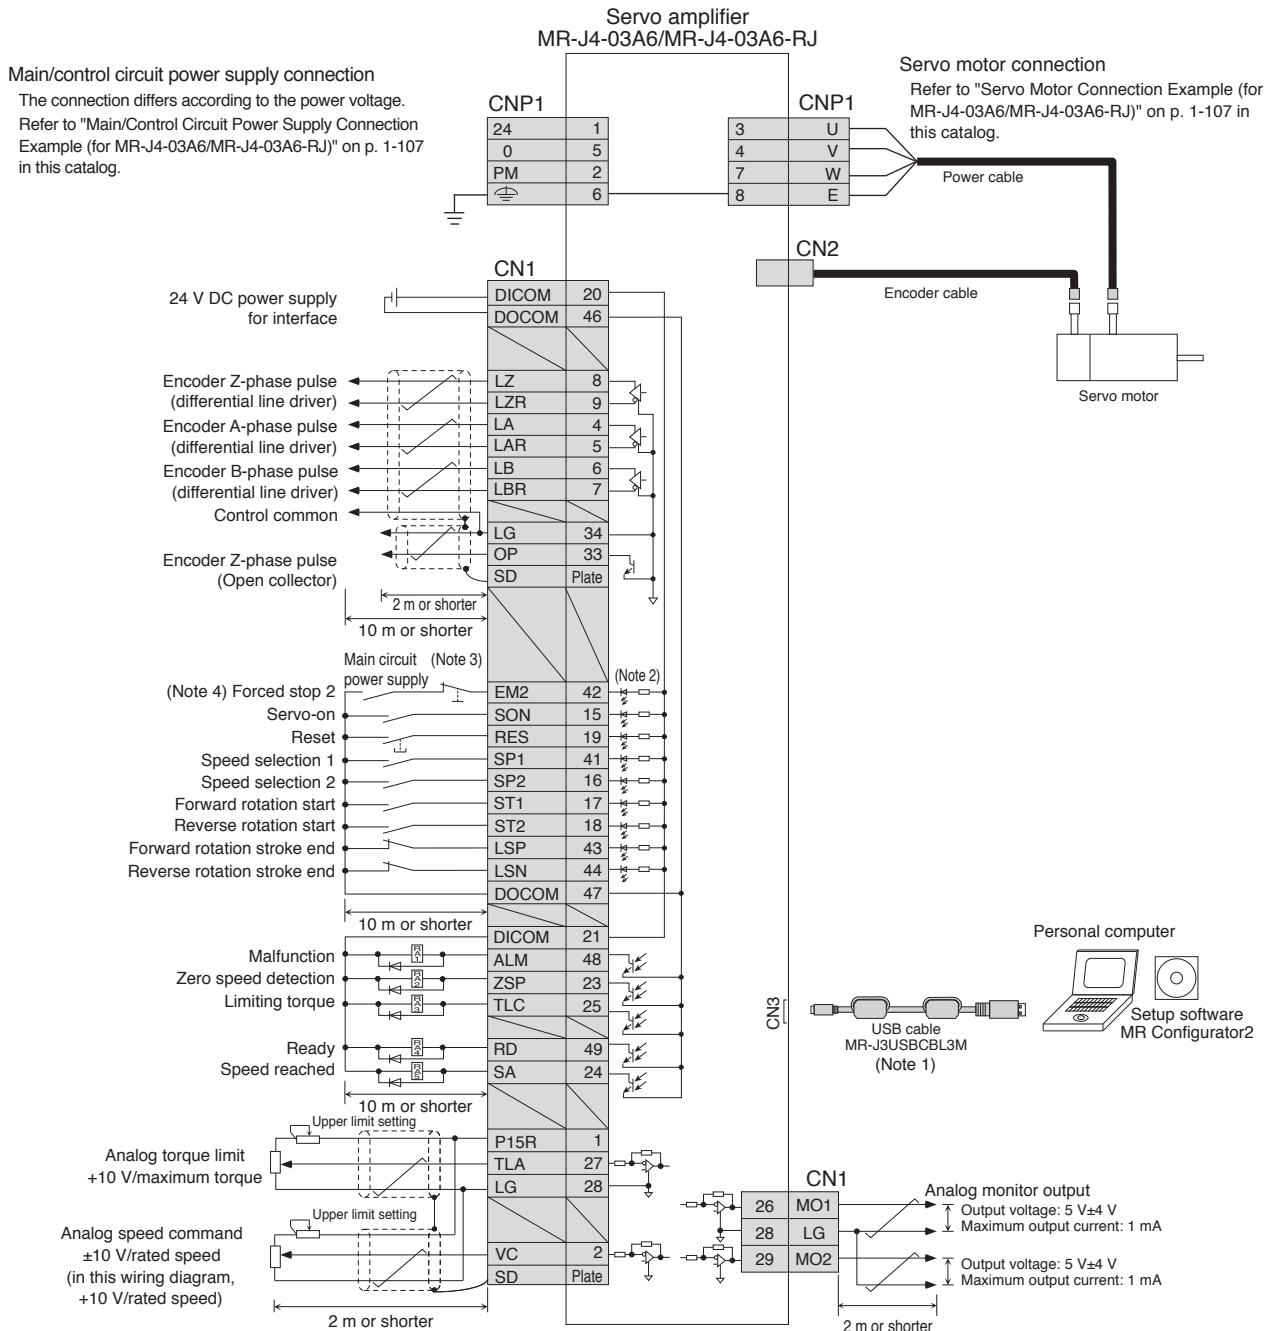 Servo amplifier
MR-J4-03A6/MR-J4-03A6-RJ
Main/control circuit power supply connection
The connection differs according to the power voltage.
Refer to "Main/Control Circuit Power Supply Connection
Example (for MR-J4-03A6/MR-J4-03A6-RJ)" on p. 1-107
in this catalog.
Servo motor connection
Refer to "Servo Motor Connection Example (for
MR-J4-03A6/MR-J4-03A6-RJ)" on p. 1-107 in
this catalog.
CNP1
24 1
0 5
PM 2
6
CNP1
3 U
4 V
7 W
8 E
Power cable
CN2
Encoder cable
Servo motor
CN1
24 V DC power supply
for interface
DICOM 20
DOCOM 46
Encoder Z-phase pulse
(differential line driver)
LZ 8
LZR 9
Encoder A-phase pulse
(differential line driver)
LA 4
LAR 5
Encoder B-phase pulse
(differential line driver)
LB 6
LBR 7
Control common
LG 34
Encoder Z-phase pulse
(Open collector)
OP 33
SD Plate
2 m or shorter
10 m or shorter
Main circuit
power supply
(Note 3)
(Note 2)
(Note 4) Forced stop 2 EM2 42
Servo-on SON 15
Reset RES 19
Speed selection 1 SP1 41
Speed selection 2 SP2 16
Forward rotation start ST1 17
Reverse rotation start ST2 18
Forward rotation stroke end LSP 43
Reverse rotation stroke end LSN 44
DOCOM 47
10 m or shorter
DICOM 21
Malfunction RA1 ALM 48
Zero speed detection RA2 ZSP 23
Limiting torque RA3 TLC 25
Ready RA4 RD 49
Speed reached RA5 SA 24
10 m or shorter
Upper limit setting
Analog torque limit
+10 V/maximum torque
P15R 1
TLA 27
LG 28
Upper limit setting
Analog speed command
±10 V/rated speed
(in this wiring diagram,
+10 V/rated speed)
VC 2
SD Plate
2 m or shorter
CN3
USB cable
MR-J3USBCBL3M
(Note 1)
Personal computer
Setup software
MR Configurator2
CN1
26 MO1
28 LG
29 MO2
Analog monitor output
Output voltage: 5 V±4 V
Maximum output current: 1 mA
Output voltage: 5 V±4 V
Maximum output current: 1 mA
2 m or shorter